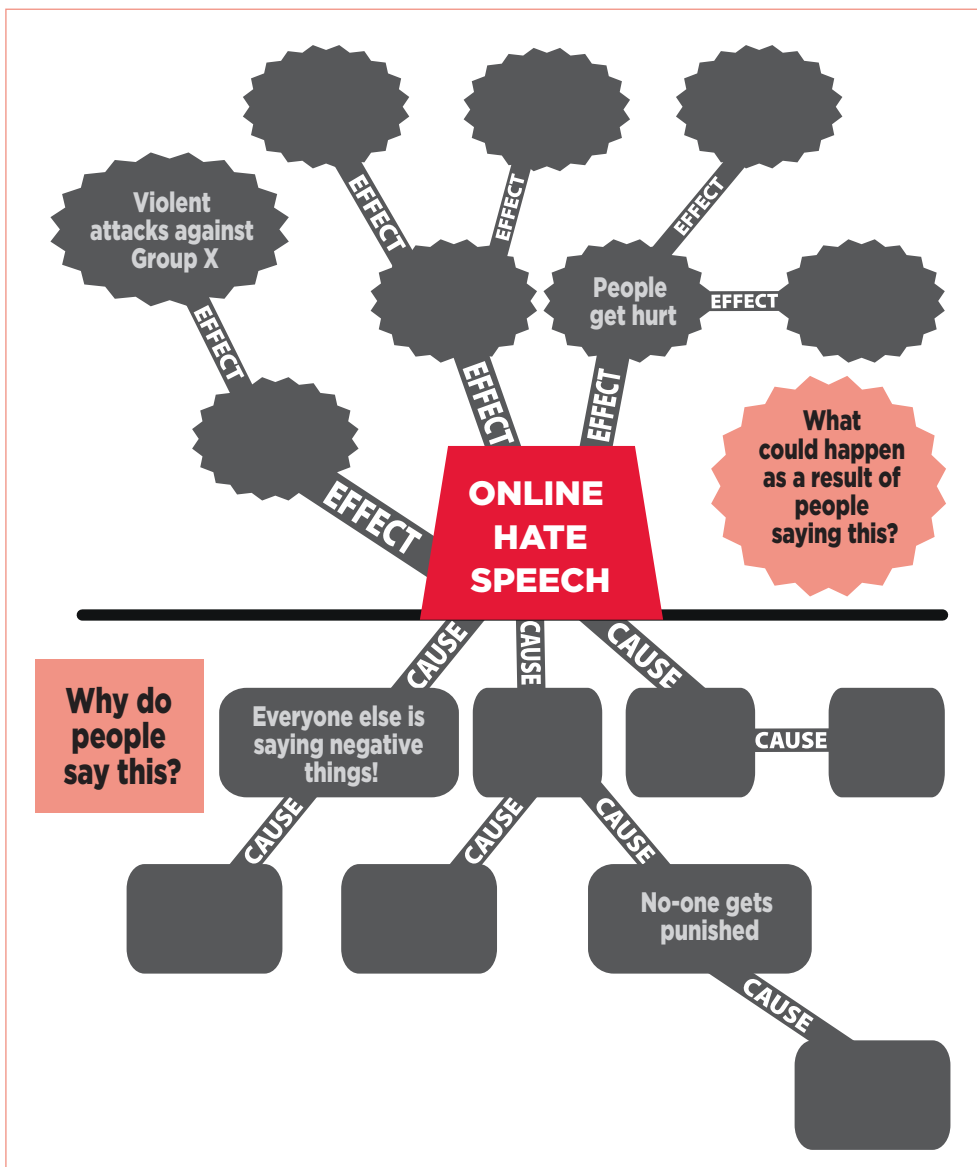 EFFECT
EFFECT
EFFECT
Violent
attacks against
Group X
People
get hurt
EFFECT
EFFECT
EFFECT
EFFECT
EFFECT
What
could happen
as a result of
people
saying this?
ONLINE
HATE
SPEECH
CAUSE
CAUSE
CAUSE
Why do
people
say this?
Everyone else is
saying negative
things!
CAUSE
CAUSE
CAUSE
CAUSE
No-one gets
punished
CAUSE